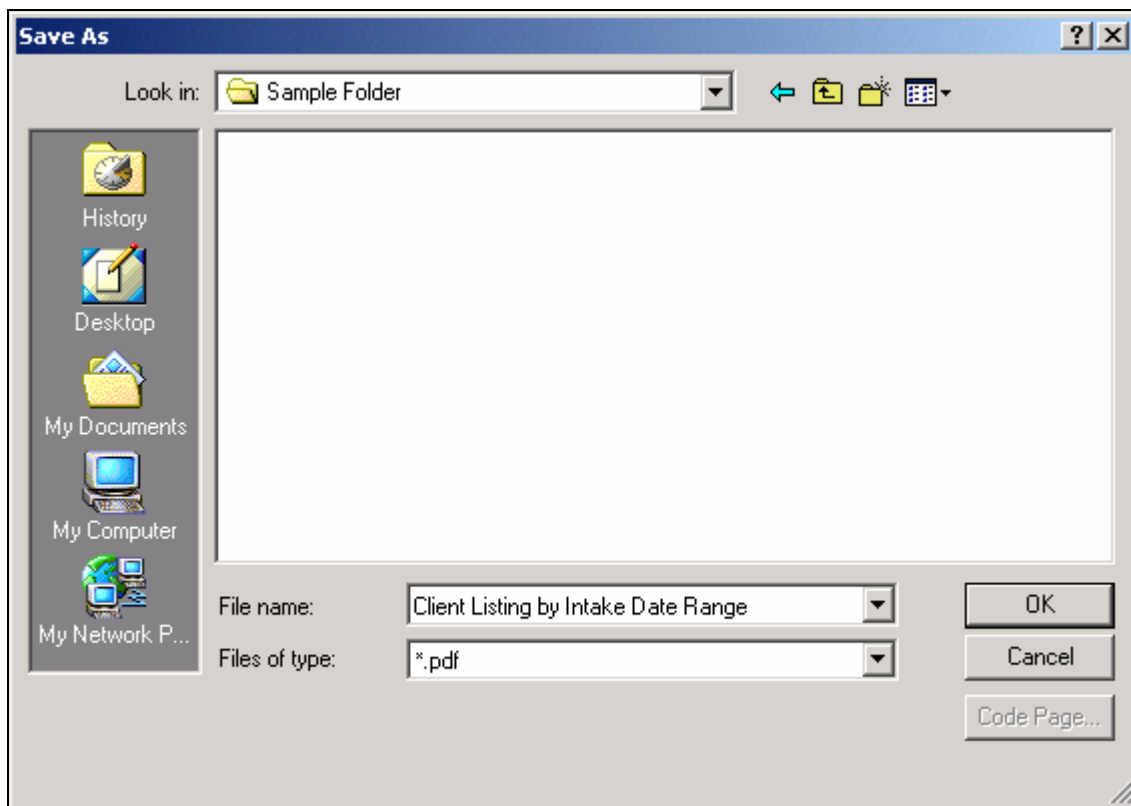 Save As
Look in: Sample Folder
History
Desktop
My Documents
My Computer
My Network P...
File name: Client Listing by Intake Date Range
OK
Files of type: *.pdf
Cancel
Code Page...